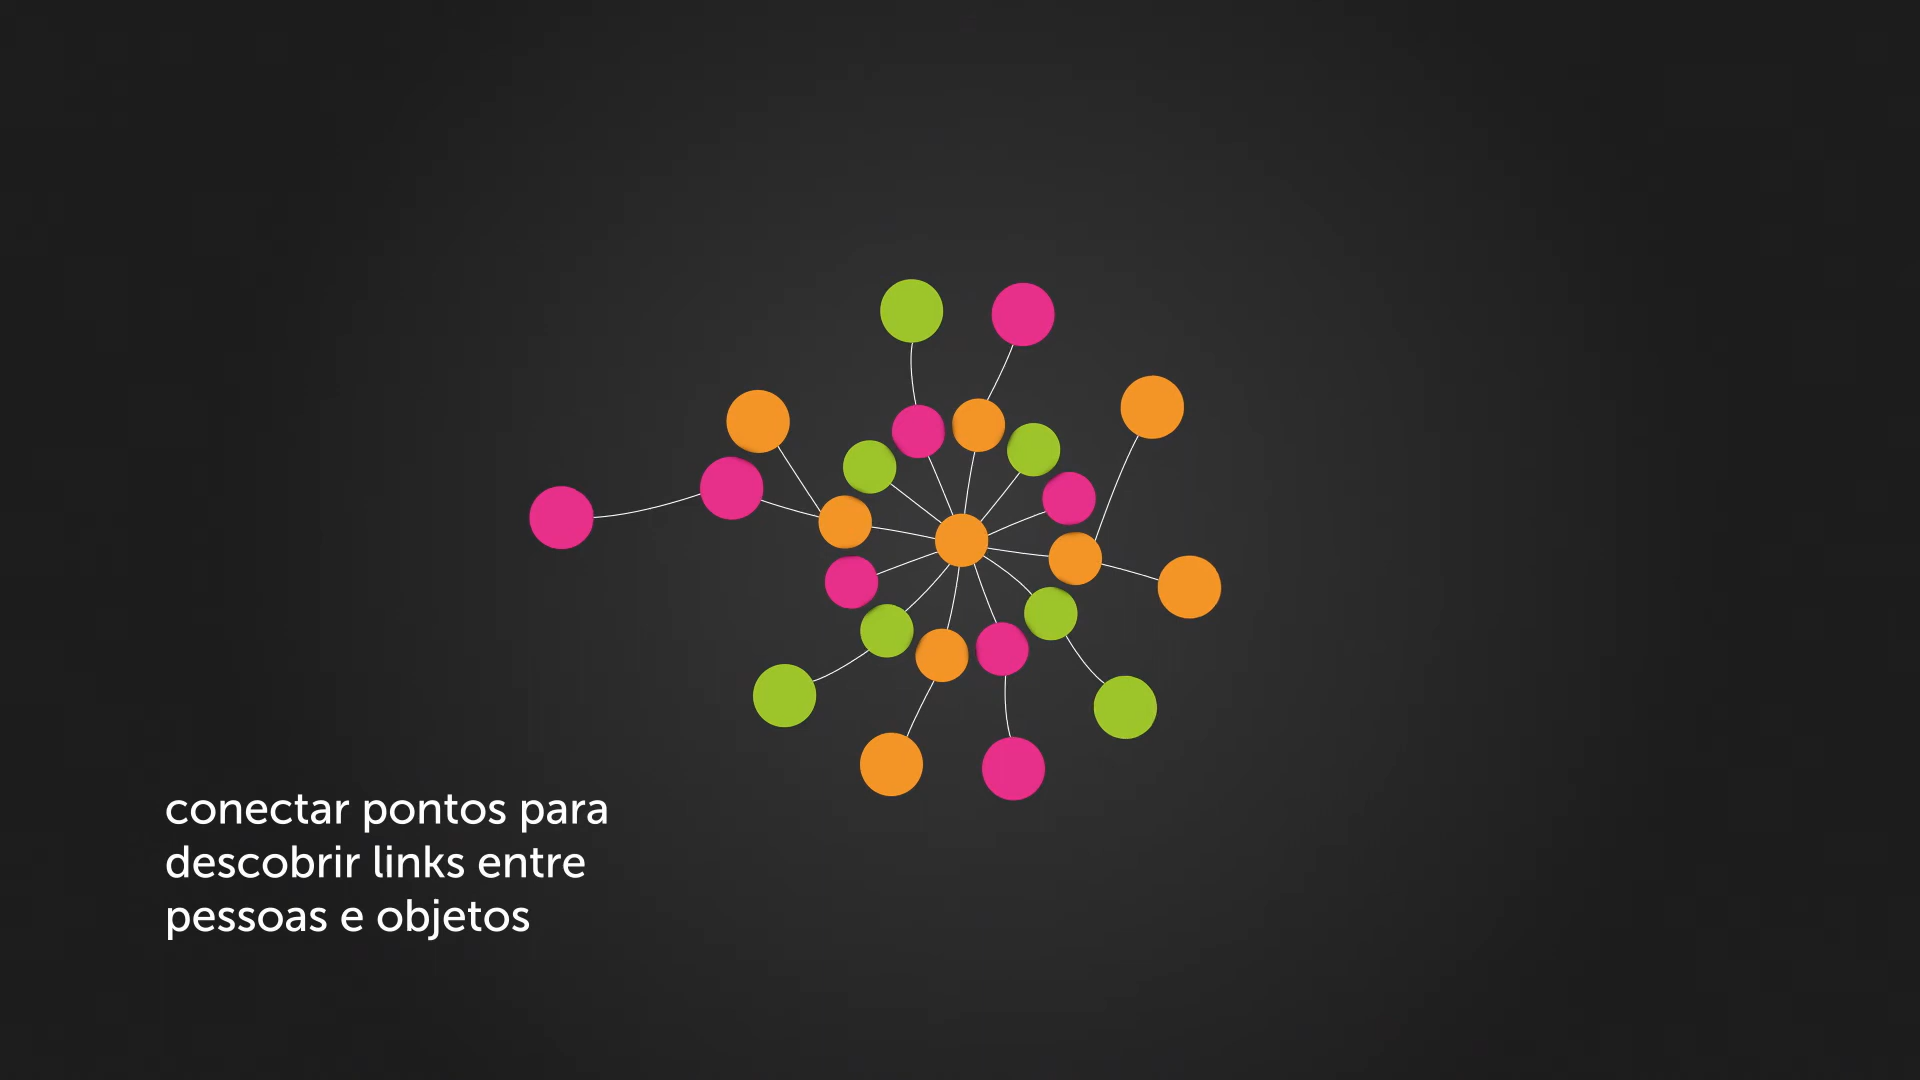 conectar pontos para
descobrir links entre
pessoas e objetos